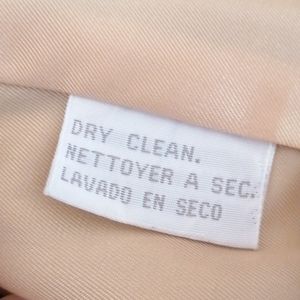 DRY CLEAN.
NETTOYER A SEC.
LAVADO EN SECO